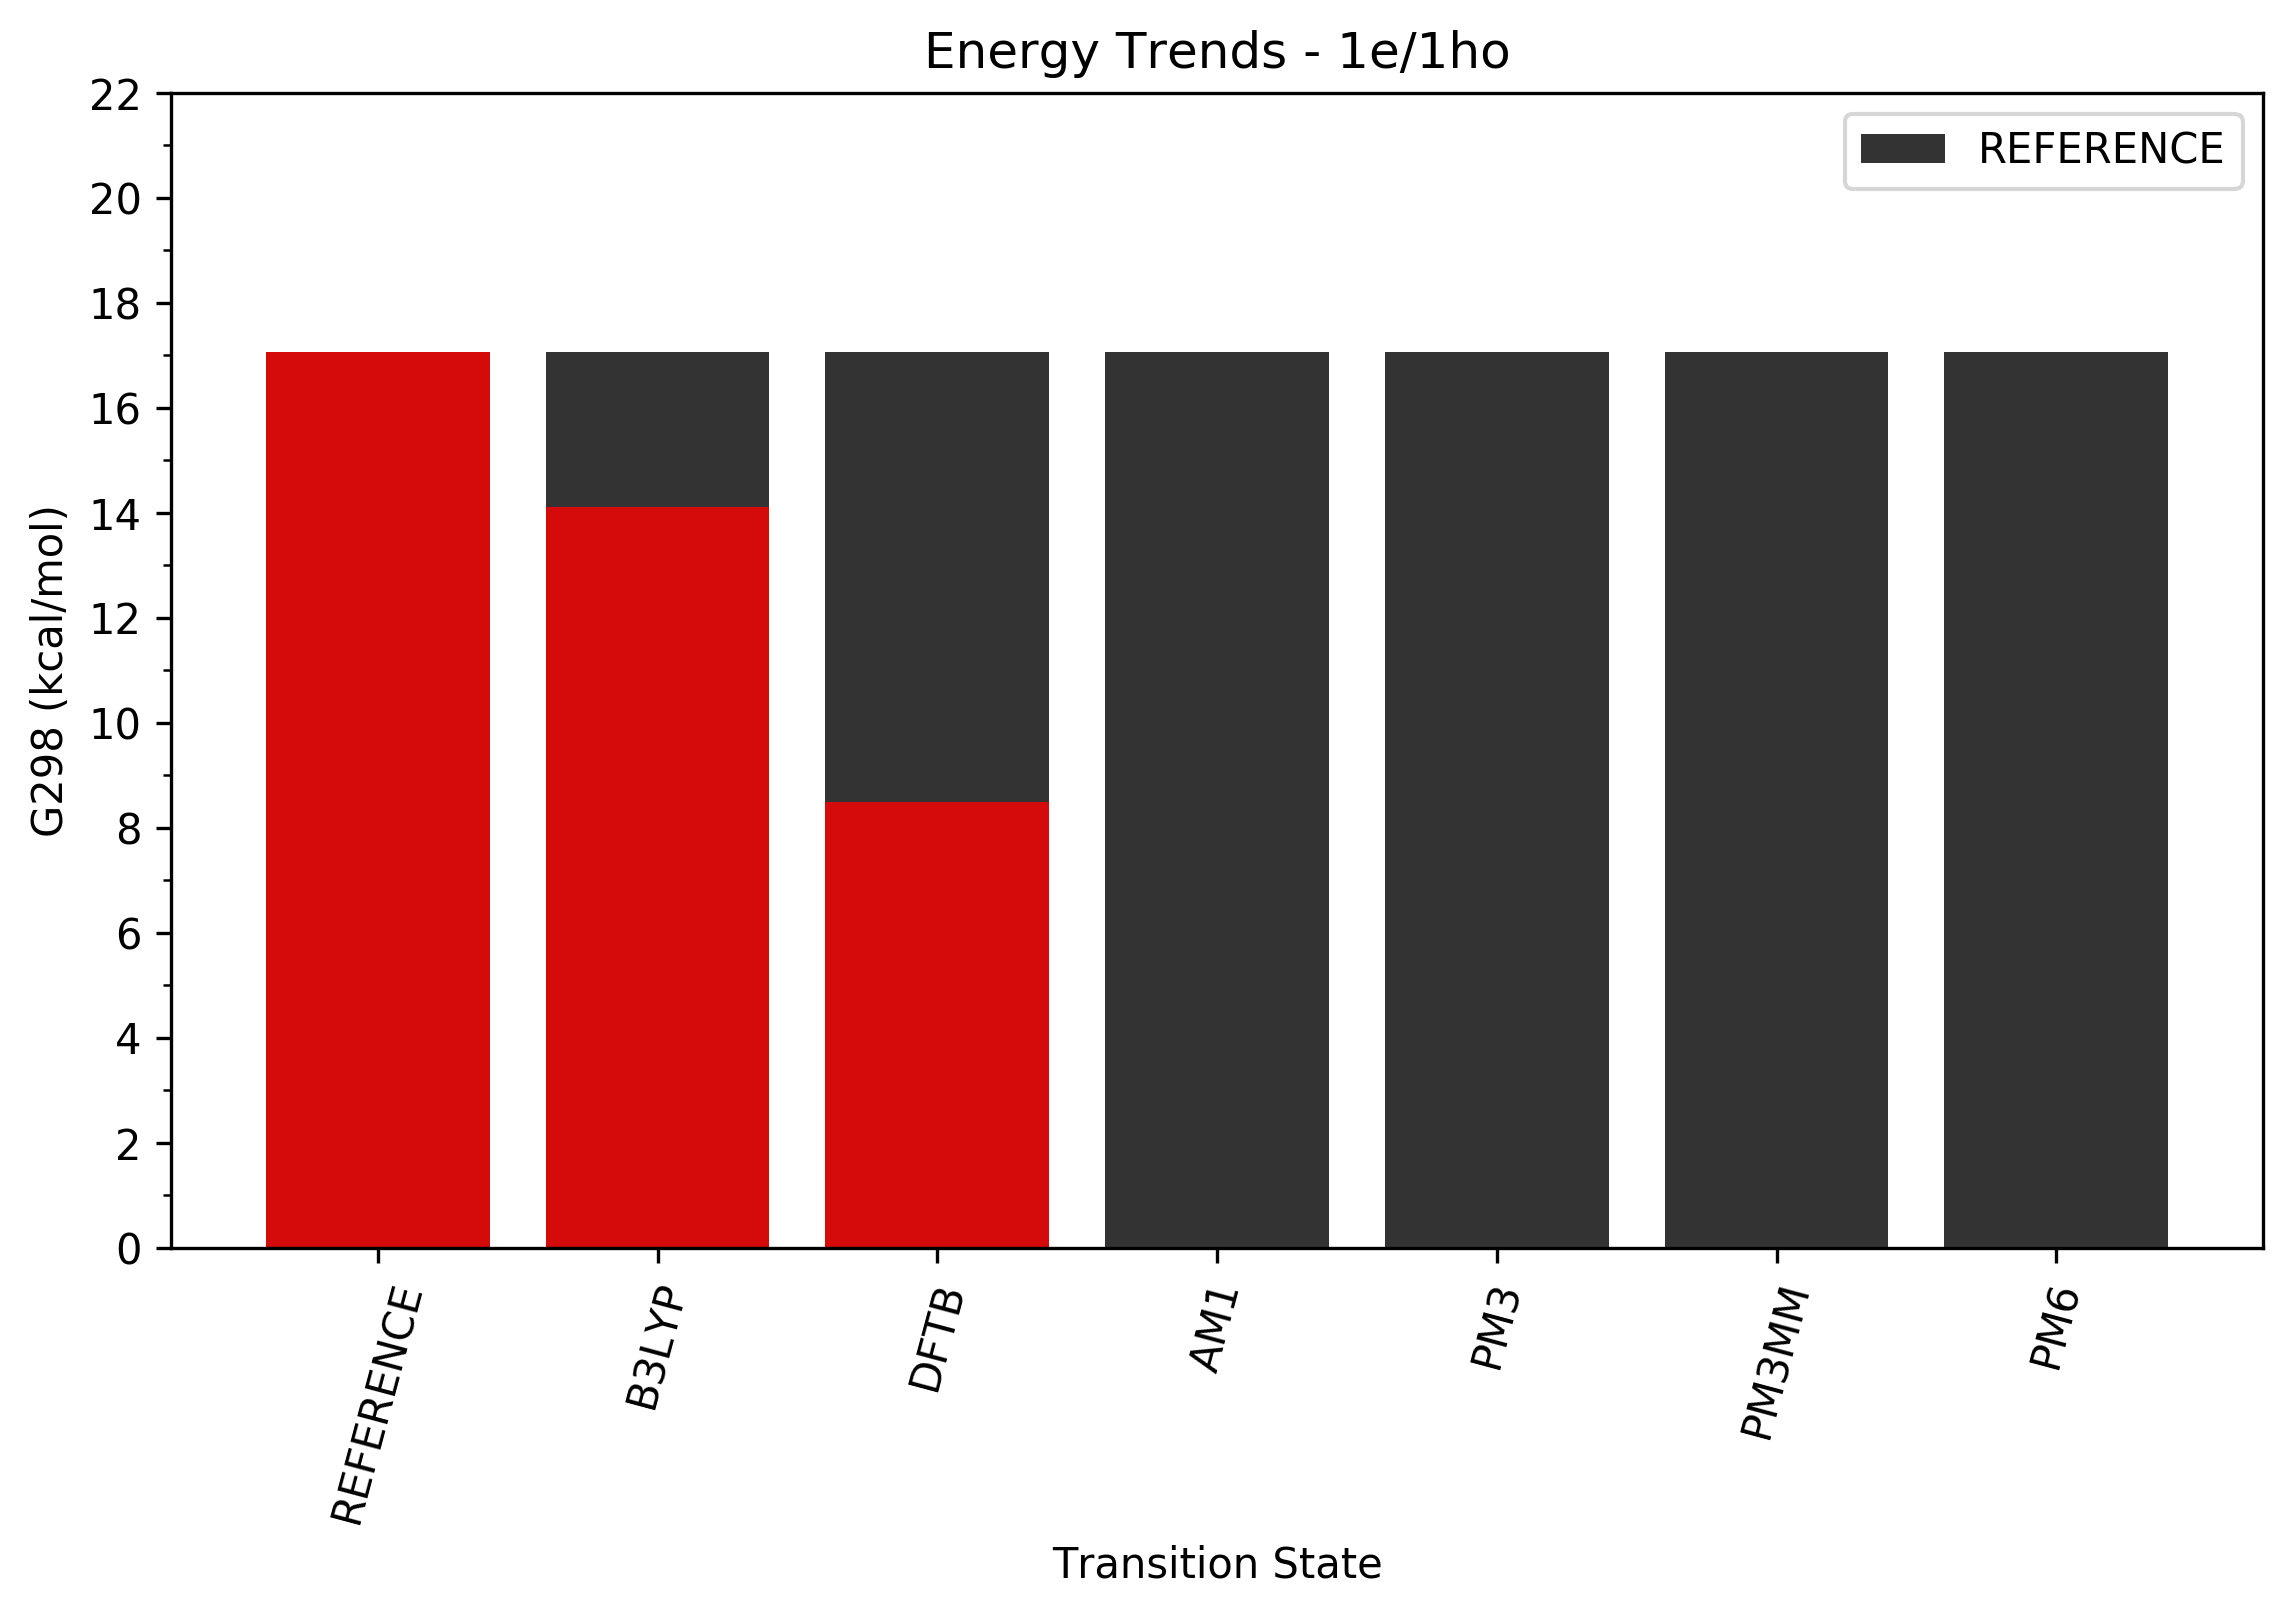 Energy Trends - 1e/1ho
REFERENCE
G298 (kcal/mol)
22
20
18
16
14
12
10
8
6
4
2
0
REFERENCE
B3LYP
DFTB
AM1
PM3
PM3MM
PM6
Transition State